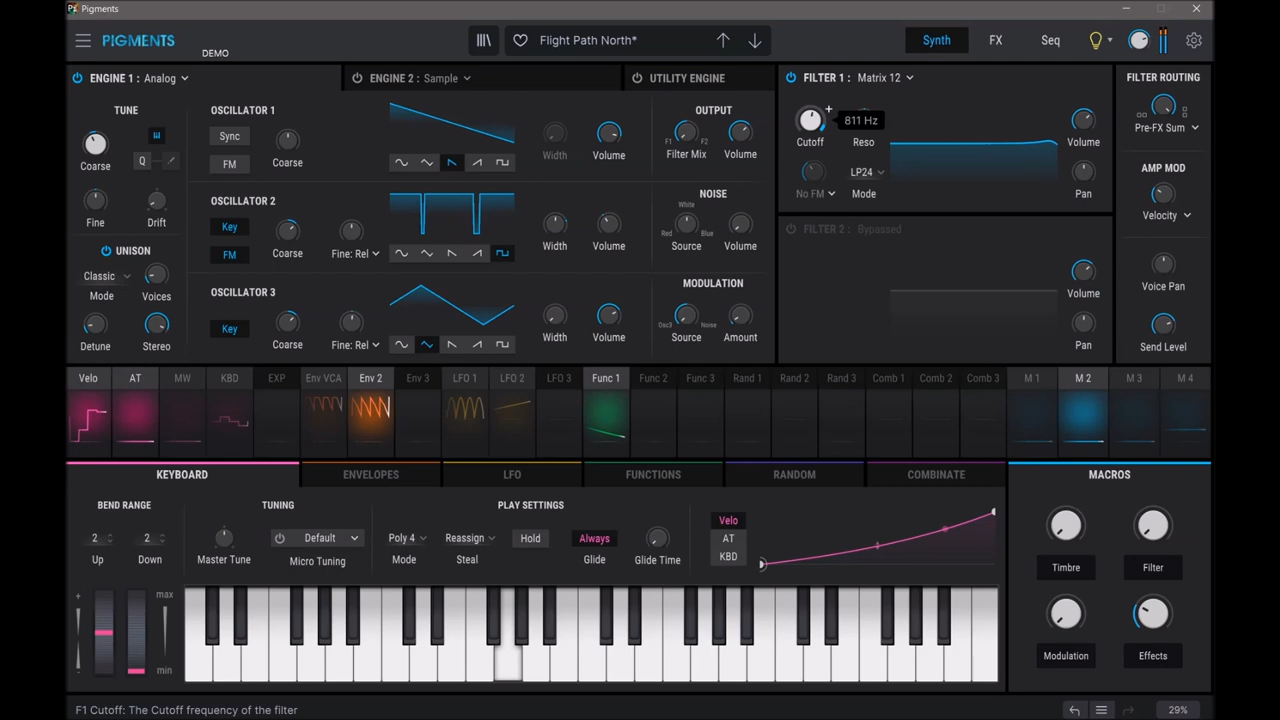 Pigments
PIGMENTS
DEMO
Flight Path North*
Synth
FX
Seq
ENGINE 1: Analog
ENGINE 2: Sample
UTILITY ENGINE
FILTER 1: Matrix 12
FILTER ROUTING
TUNE
Coarse
Q
Fine
Drift
UNISON
Classic
Mode
Voices
Detune
Stereo
OSCILLATOR 1
Sync
FM
Coarse
Width
Volume
OSCILLATOR 2
Key
FM
Coarse
Fine: Rel
Width
Volume
OSCILLATOR 3
Key
Coarse
Fine: Rel
Width
Volume
OUTPUT
F1
F2
Filter Mix
Volume
NOISE
White
Red
Blue
Source
Volume
MODULATION
Osc3
Noise
Source
Amount
811 Hz
Cutoff
Reso
No FM
LP24
Mode
Volume
Pan
FILTER 2: Bypassed
Volume
Pan
Pre-FX Sum
AMP MOD
Velocity
Voice Pan
Send Level
Velo
AT
MW
KBD
EXP
Env VCA
Env 2
Env 3
LFO 1
LFO 2
LFO 3
Func 1
Func 2
Func 3
Rand 1
Rand 2
Rand 3
Comb 1
Comb 2
Comb 3
M 1
M 2
M 3
M 4
KEYBOARD
ENVELOPES
LFO
FUNCTIONS
RANDOM
COMBINATE
MACROS
BEND RANGE
2
2
Up
Down
TUNING
Default
Master Tune
Micro Tuning
PLAY SETTINGS
Poly 4
Reassign
Hold
Always
Mode
Steal
Glide
Glide Time
Velo
AT
KBD
+
-
max
min
Timbre
Filter
Modulation
Effects
F1 Cutoff: The Cutoff frequency of the filter
29%